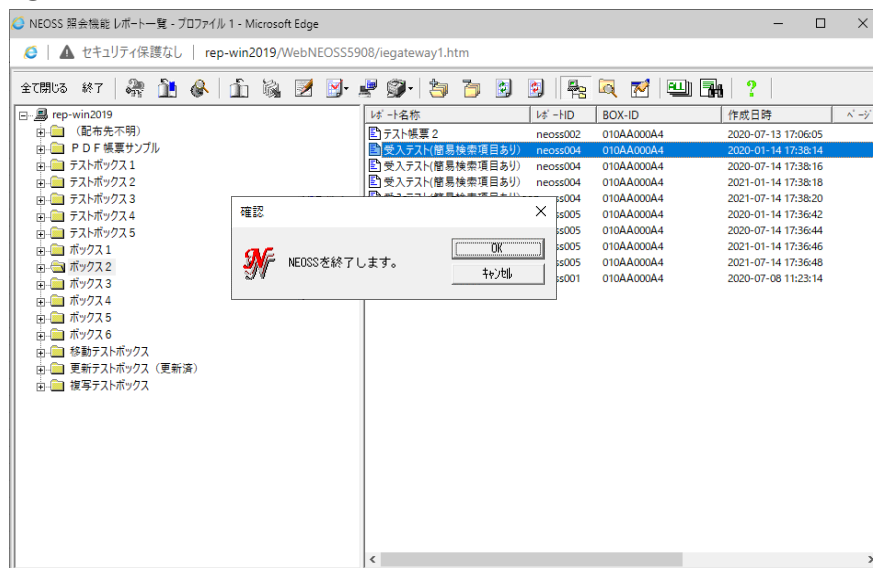 NEOSS 照会機能 レポート一覧 - プロファイル 1 - Microsoft Edge
セキュリティ保護なし | rep-win2019/WebNEOSS5908/iegateway1.htm
全て閉じる 終了 ALL ?
rep-win2019
(配布先不明)
ＰＤＦ帳票サンプル
テストボックス１
テストボックス２
テストボックス３
テストボックス４
テストボックス５
ボックス１
ボックス２
ボックス３
ボックス４
ボックス５
ボックス６
移動テストボックス
更新テストボックス（更新済）
複写テストボックス
ﾚﾎﾟｰﾄ名称 ﾚﾎﾟｰﾄID BOX-ID 作成日時 ﾍﾟｰｼﾞ
テスト帳票２ neoss002 010AA000A4 2020-07-13 17:06:05
受入テスト(簡易検索項目あり) neoss004 010AA000A4 2020-01-14 17:38:14
受入テスト(簡易検索項目あり) neoss004 010AA000A4 2020-07-14 17:38:16
受入テスト(簡易検索項目あり) neoss004 010AA000A4 2021-01-14 17:38:18
ss004 010AA000A4 2021-07-14 17:38:20
ss005 010AA000A4 2020-01-14 17:36:42
ss005 010AA000A4 2020-07-14 17:36:44
ss005 010AA000A4 2021-01-14 17:36:46
ss005 010AA000A4 2021-07-14 17:36:48
ss001 010AA000A4 2020-07-08 11:23:14
確認
NEOSSを終了します。
OK
ｷｬﾝｾﾙ